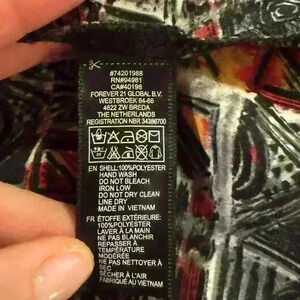 #74201988
RN#94981
CA#40198
FOREVER 21 GLOBAL B.V.
WESTBROEK 64-66
4822 ZW BREDA
THE NETHERLANDS
REGISTRATION NBR 34386700
EN SHELL:100%POLYESTER
HAND WASH
DO NOT BLEACH
IRON LOW
DO NOT DRY CLEAN
LINE DRY
MADE IN VIETNAM
FR ÉTOFFE EXTÉRIEURE:
100%POLYESTER
LAVER À LA MAIN
NE PAS BLANCHIR
REPASSER À
TEMPÉRATURE
MODÉRÉE
NE PAS NETTOYER À
SEC
SÉCHER À L'AIR
FABRIQUÉ AU VIETNAM